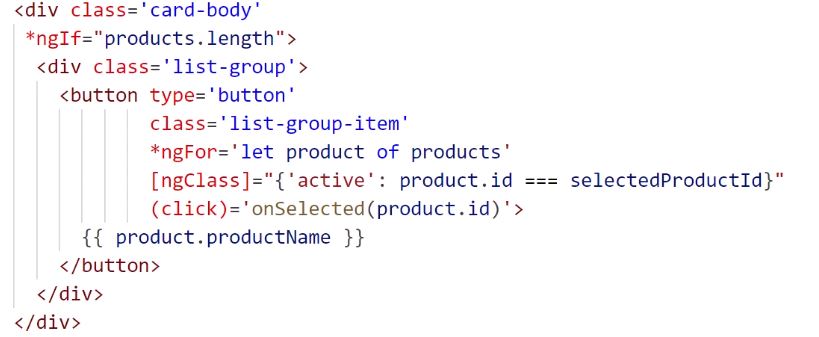 <div class='card-body'
*ngIf="products.length">
<div class='list-group'>
<button type='button'
class='list-group-item'
*ngFor='let product of products'
[ngClass]="{'active': product.id === selectedProductId}"
(click)='onSelected(product.id)'>
{{ product.productName }}
</button>
</div>
</div>